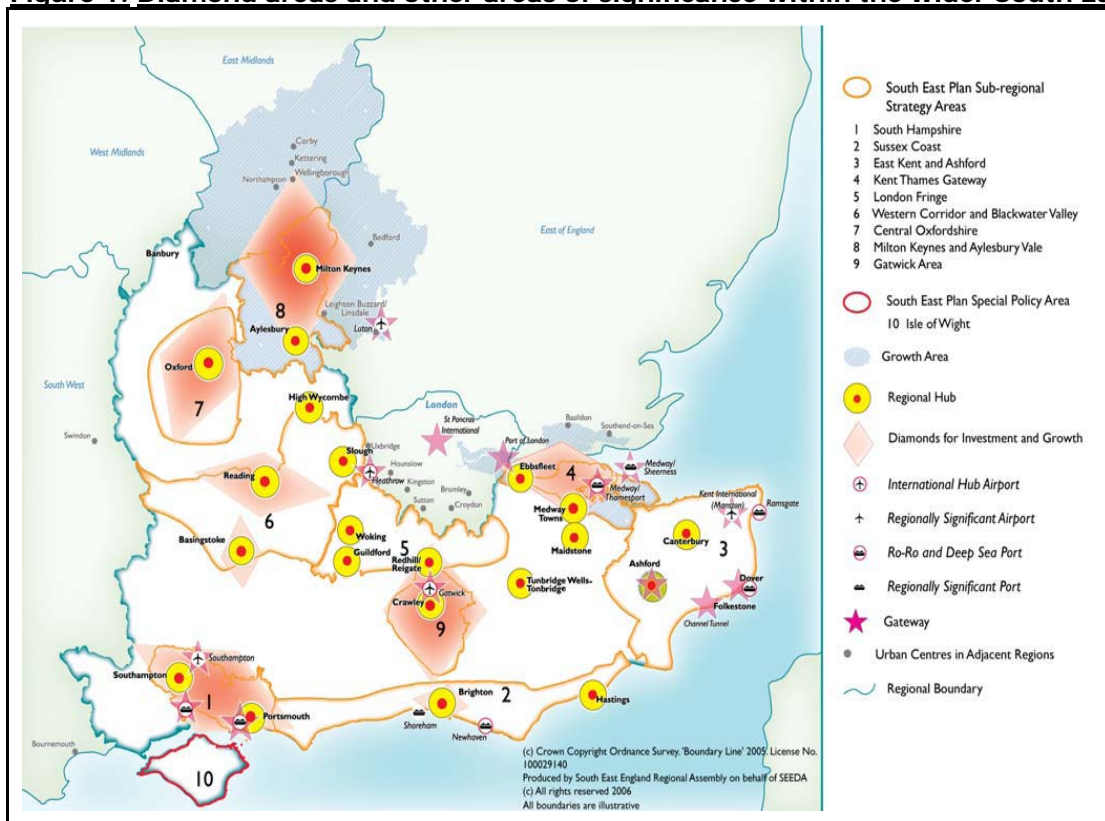 Figure 1: Diamond areas and other areas of significance within the wider South Ea
East Midlands
West Midlands
Corby
Kettering
Wellingborough
Northampton
Bedford
East of England
Banbury
Milton Keynes
8
Leighton Buzzard/
Linsdale
Luton
Aylesbury
Oxford
7
South West
Swindon
High Wycombe
London
St Pancras
International
Port of London
Basildon
Southend-on-Sea
Uxbridge
Slough
Heathrow
Hounslow
Kingston
Sutton
Bromley
Croydon
Ebbsfleet
4
Medway/
Sheerness
Medway/
Thamesport
Reading
6
Medway
Towns
Kent International
(Manston)
Ramsgate
Basingstoke
Woking
Guildford
5
Redhill/
Reigate
Maidstone
Canterbury
3
Gatwick
Crawley
9
Tunbridge Wells-
Tonbridge
Ashford
Dover
Folkestone
Channel Tunnel
Southampton
Southampton
1
Portsmouth
Brighton
2
Hastings
Shoreham
Newhaven
Bournemouth
10
(c) Crown Copyright Ordnance Survey. 'Boundary Line' 2005. License No.
100029140
Produced by South East England Regional Assembly on behalf of SEEDA
(c) All rights reserved 2006
All boundaries are illustrative
South East Plan Sub-regional
Strategy Areas
1 South Hampshire
2 Sussex Coast
3 East Kent and Ashford
4 Kent Thames Gateway
5 London Fringe
6 Western Corridor and Blackwater Valley
7 Central Oxfordshire
8 Milton Keynes and Aylesbury Vale
9 Gatwick Area
South East Plan Special Policy Area
10 Isle of Wight
Growth Area
Regional Hub
Diamonds for Investment and Growth
International Hub Airport
Regionally Significant Airport
Ro-Ro and Deep Sea Port
Regionally Significant Port
Gateway
Urban Centres in Adjacent Regions
Regional Boundary